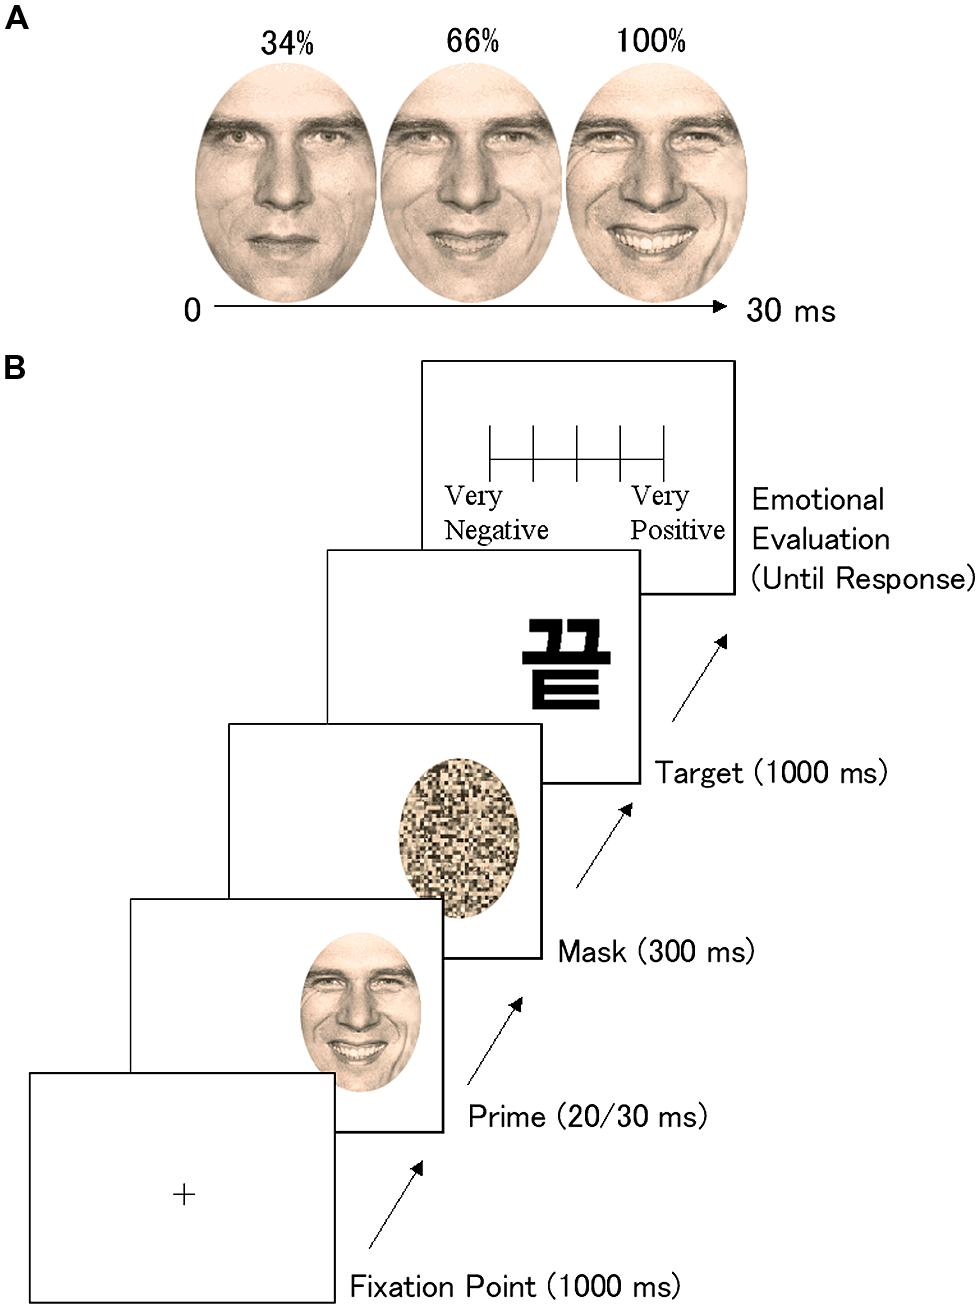 A
34% 66% 100%
0 30 ms
B
Very Negative
Very Positive
Emotional
Evaluation
(Until Response)
끝
Target (1000 ms)
Mask (300 ms)
Prime (20/30 ms)
+
Fixation Point (1000 ms)